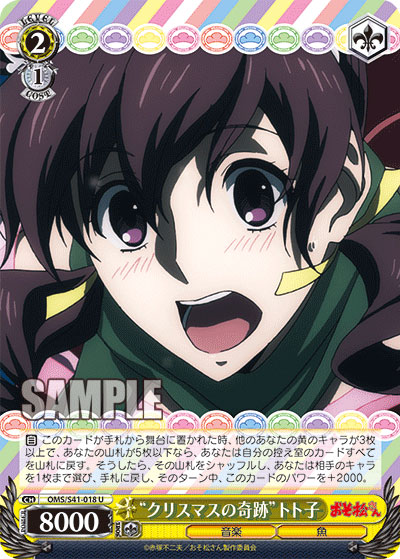 LEVEL
2
1
COST
SAMPLE
自 このカードが手札から舞台に置かれた時、他のあなたの黄のキャラが3枚
以上で、あなたの山札が5枚以下なら、あなたは自分の控え室のカードすべて
を山札に戻す。そうしたら、その山札をシャッフルし、あなたは相手のキャラ
を1枚まで選び、手札に戻し、そのターン中、このカードのパワーを+2000。
CH OMS/S41-018 U
8000
“クリスマスの奇跡”トト子
おそ松さん
音楽 魚
©赤塚不二夫/おそ松さん製作委員会